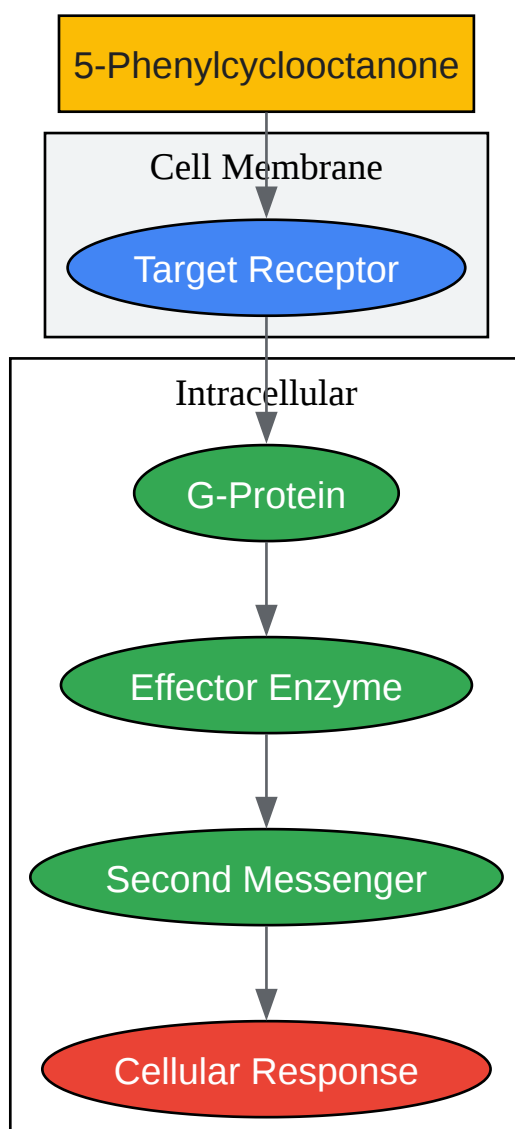 5-Phenylcyclooctanone
Cell Membrane
Target Receptor
Intracellular
G-Protein
Effector Enzyme
Second Messenger
Cellular Response